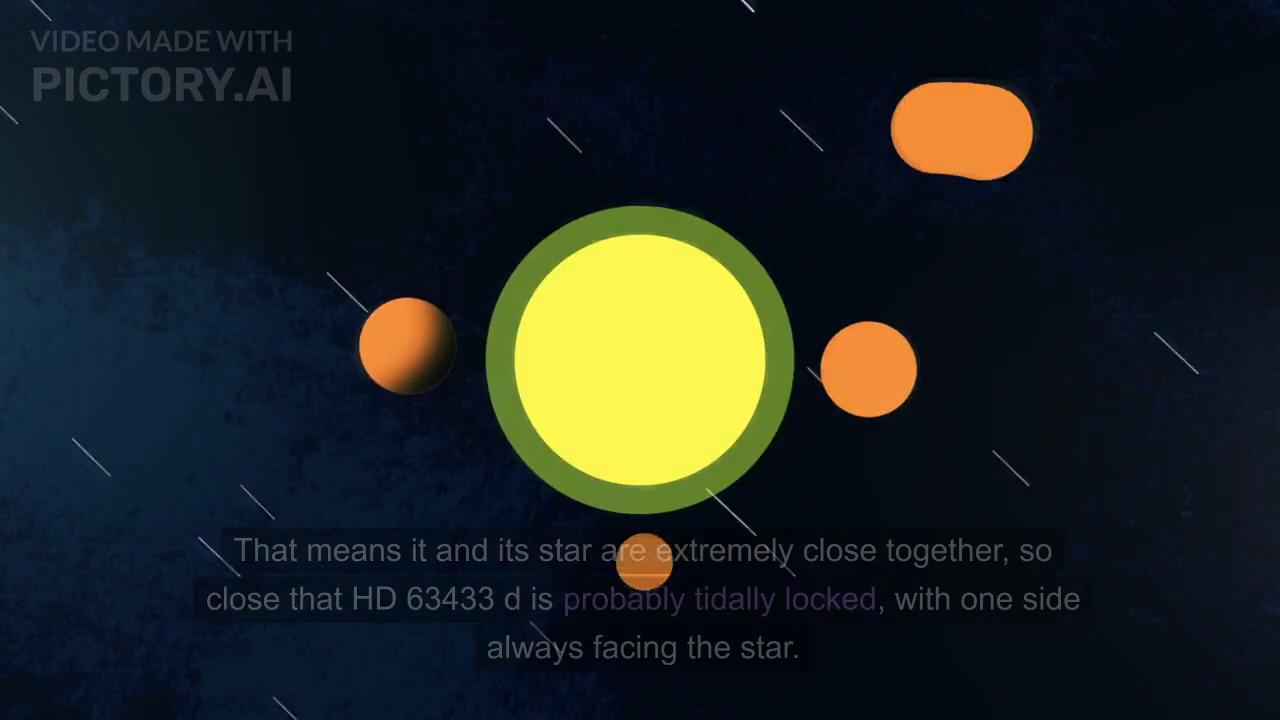 VIDEO MADE WITH
PICTORY.AI
That means it and its star are extremely close together, so
close that HD 63433 d is probably tidally locked, with one side
always facing the star.